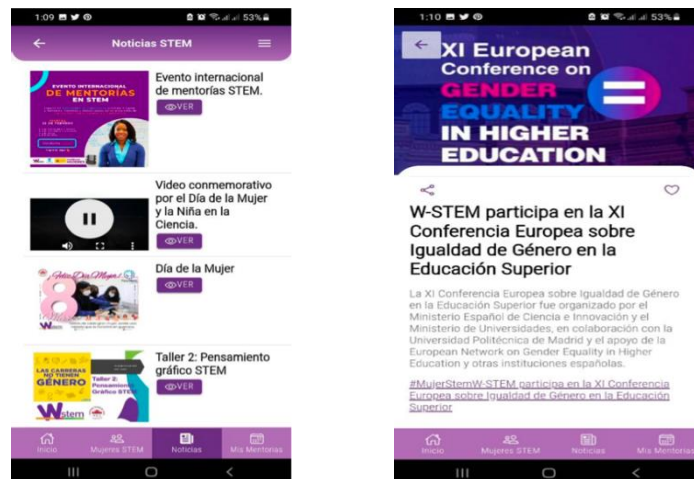 1:09
53%
Noticias STEM
EVENTO INTERNACIONAL
DE MENTORÍAS
EN STEM
Evento internacional
de mentorías STEM.
VER
Video conmemorativo
por el Día de la Mujer
y la Niña en la
Ciencia.
VER
Feliz Día Mujer!
8
Día de la Mujer
VER
LAS CARRERAS
NO TIENEN
GÉNERO
Taller 2:
Pensamiento
Gráfico STEM
Wstem
Taller 2: Pensamiento
gráfico STEM
VER
Inicio
Mujeres STEM
Noticias
Mis Mentorías
1:10
53%
XI European
Conference on
GENDER
EQUALITY
IN HIGHER
EDUCATION
W-STEM participa en la XI
Conferencia Europea sobre
Igualdad de Género en la
Educación Superior
La XI Conferencia Europea sobre Igualdad de Género
en la Educación Superior fue organizado por el
Ministerio Español de Ciencia e Innovación y el
Ministerio de Universidades, en colaboración con la
Universidad Politécnica de Madrid y el apoyo de la
European Network on Gender Equality in Higher
Education y otras instituciones españolas.
#MujerStemW-STEM participa en la XI Conferencia
Europea sobre Igualdad de Género en la Educación
Superior
Inicio
Mujeres STEM
Noticias
Mis Mentorías